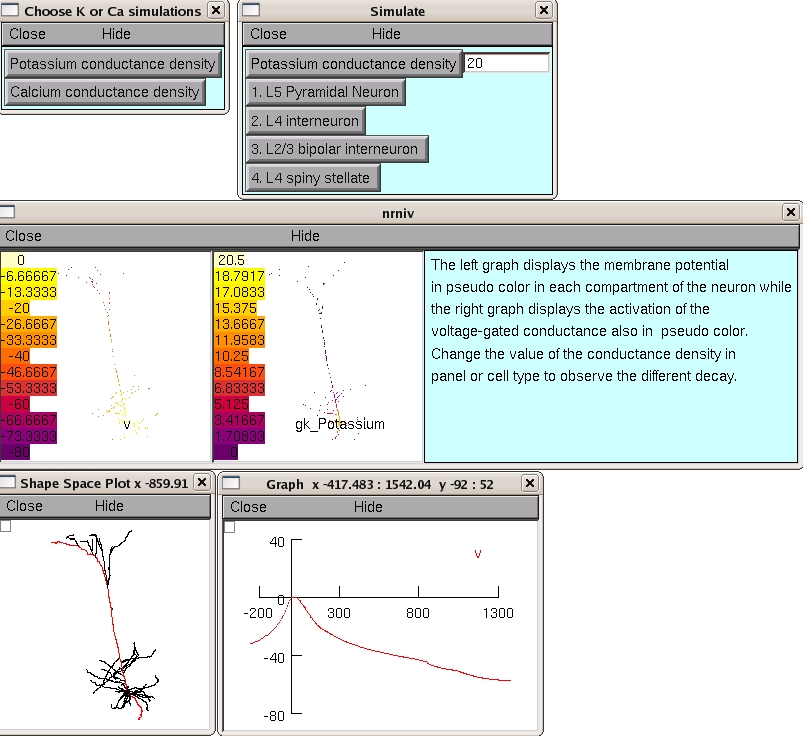 Choose K or Ca simulations
Close Hide
Potassium conductance density
Calcium conductance density
Simulate
Close Hide
Potassium conductance density 20
1. L5 Pyramidal Neuron
2. L4 interneuron
3. L2/3 bipolar interneuron
4. L4 spiny stellate
nrniv
Close Hide
0
-6.66667
-13.3333
-20
-26.6667
-33.3333
-40
-46.6667
-53.3333
-60
-66.6667
-73.3333
-80
v
20.5
18.7917
17.0833
15.375
13.6667
11.9583
10.25
8.54167
6.83333
5.125
3.41667
1.70833
0
gk_Potassium
The left graph displays the membrane potential
in pseudo color in each compartment of the neuron while
the right graph displays the activation of the
voltage-gated conductance also in pseudo color.
Change the value of the conductance density in
panel or cell type to observe the different decay.
Shape Space Plot x -859.91
Close Hide
Graph x -417.483 : 1542.04 y -92 : 52
Close Hide
40
v
0
-200 300 800 1300
-40
-80